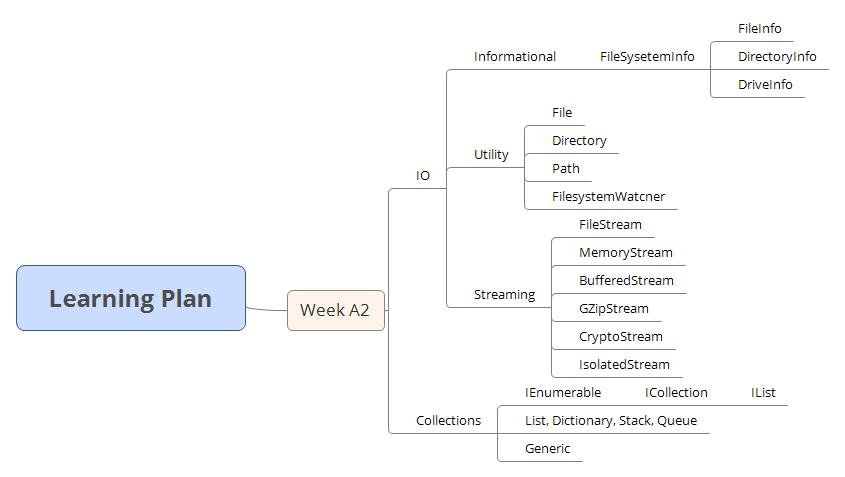 Learning Plan
Week A2
IO
Informational
FileSysetemInfo
FileInfo
DirectoryInfo
DriveInfo
Utility
File
Directory
Path
FilesystemWatcner
Streaming
FileStream
MemoryStream
BufferedStream
GZipStream
CryptoStream
IsolatedStream
Collections
IEnumerable
ICollection
IList
List, Dictionary, Stack, Queue
Generic